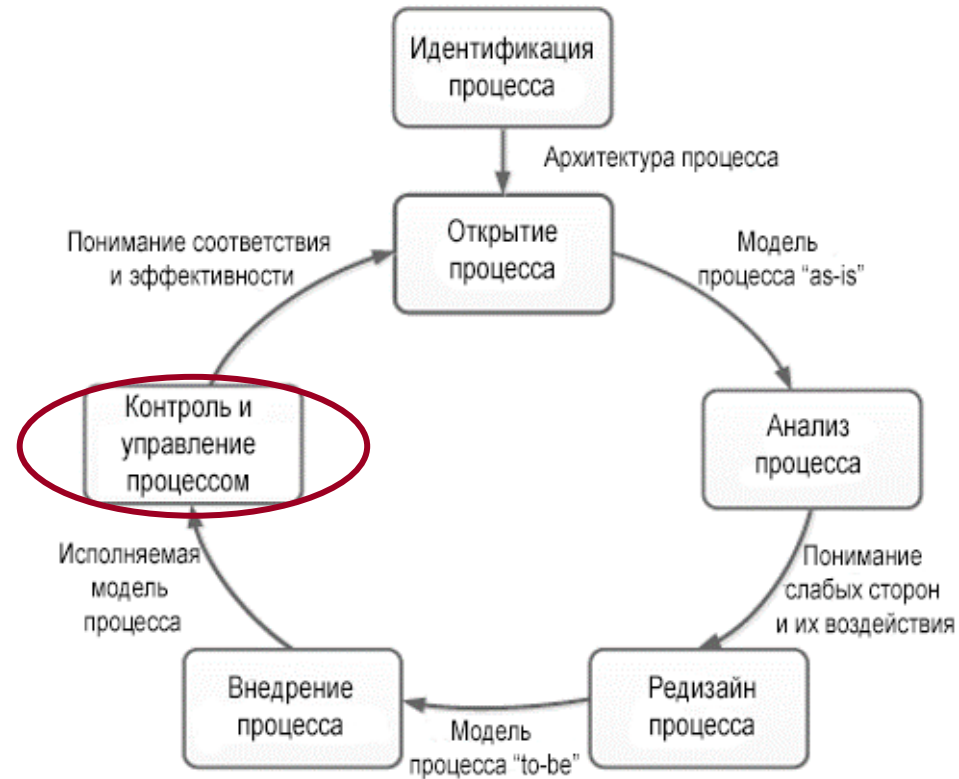 Идентификация
процесса
Архитектура процесса
Открытие
процесса
Понимание соответствия
и эффективности
Модель
процесса “as-is”
Контроль и
управление
процессом
Анализ
процесса
Исполняемая
модель
процесса
Понимание
слабых сторон
и их воздействия
Внедрение
процесса
Редизайн
процесса
Модель
процесса “to-be”